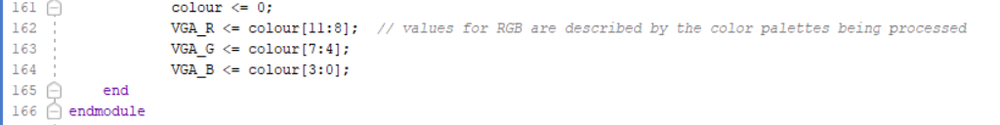 161 colour <= 0;
162 VGA_R <= colour[11:8]; // values for RGB are described by the color palettes being processed
163 VGA_G <= colour[7:4];
164 VGA_B <= colour[3:0];
165 end
166 endmodule